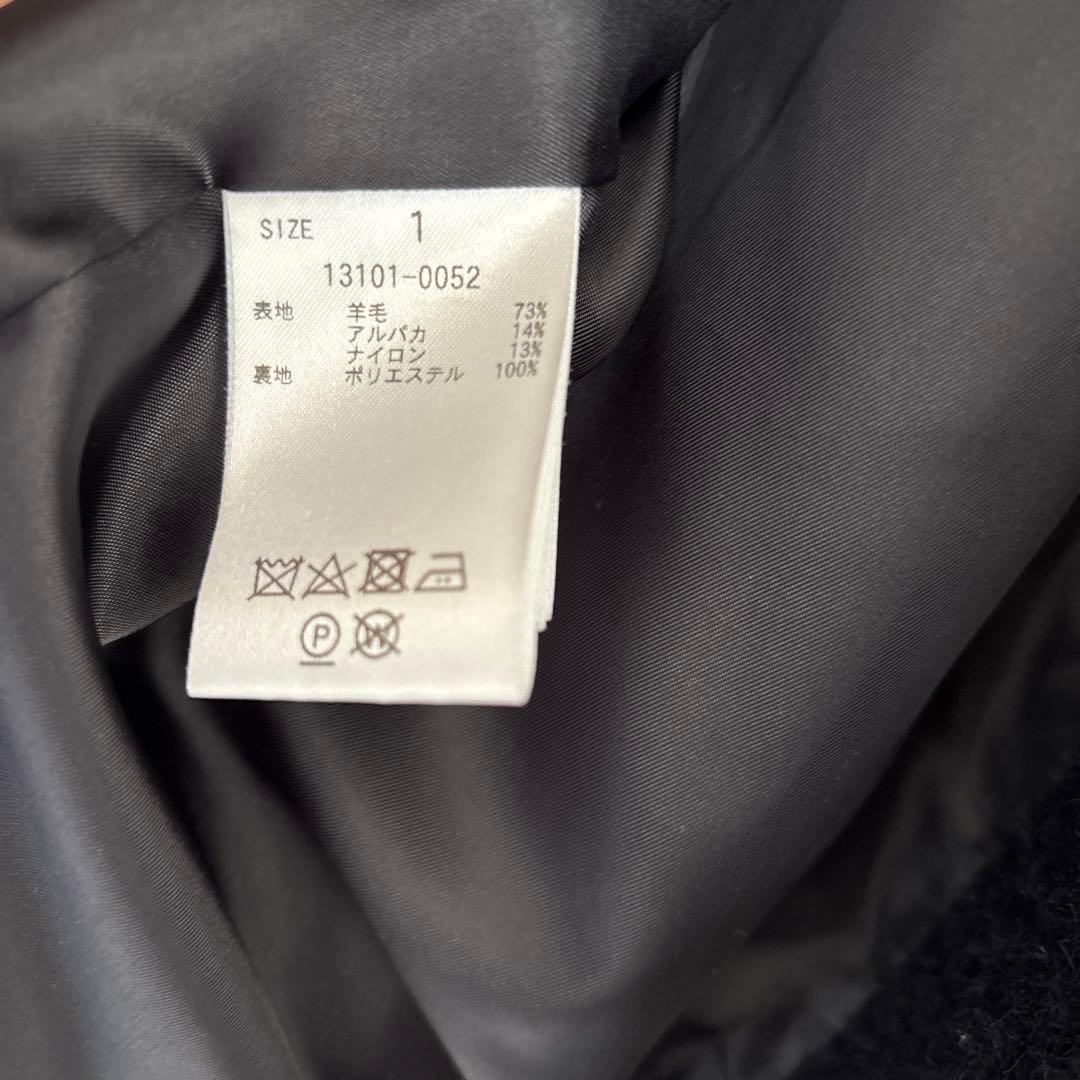 SIZE 1
13101-0052
表地 羊毛 73%
アルパカ 14%
ナイロン 13%
裏地 ポリエステル 100%
P W